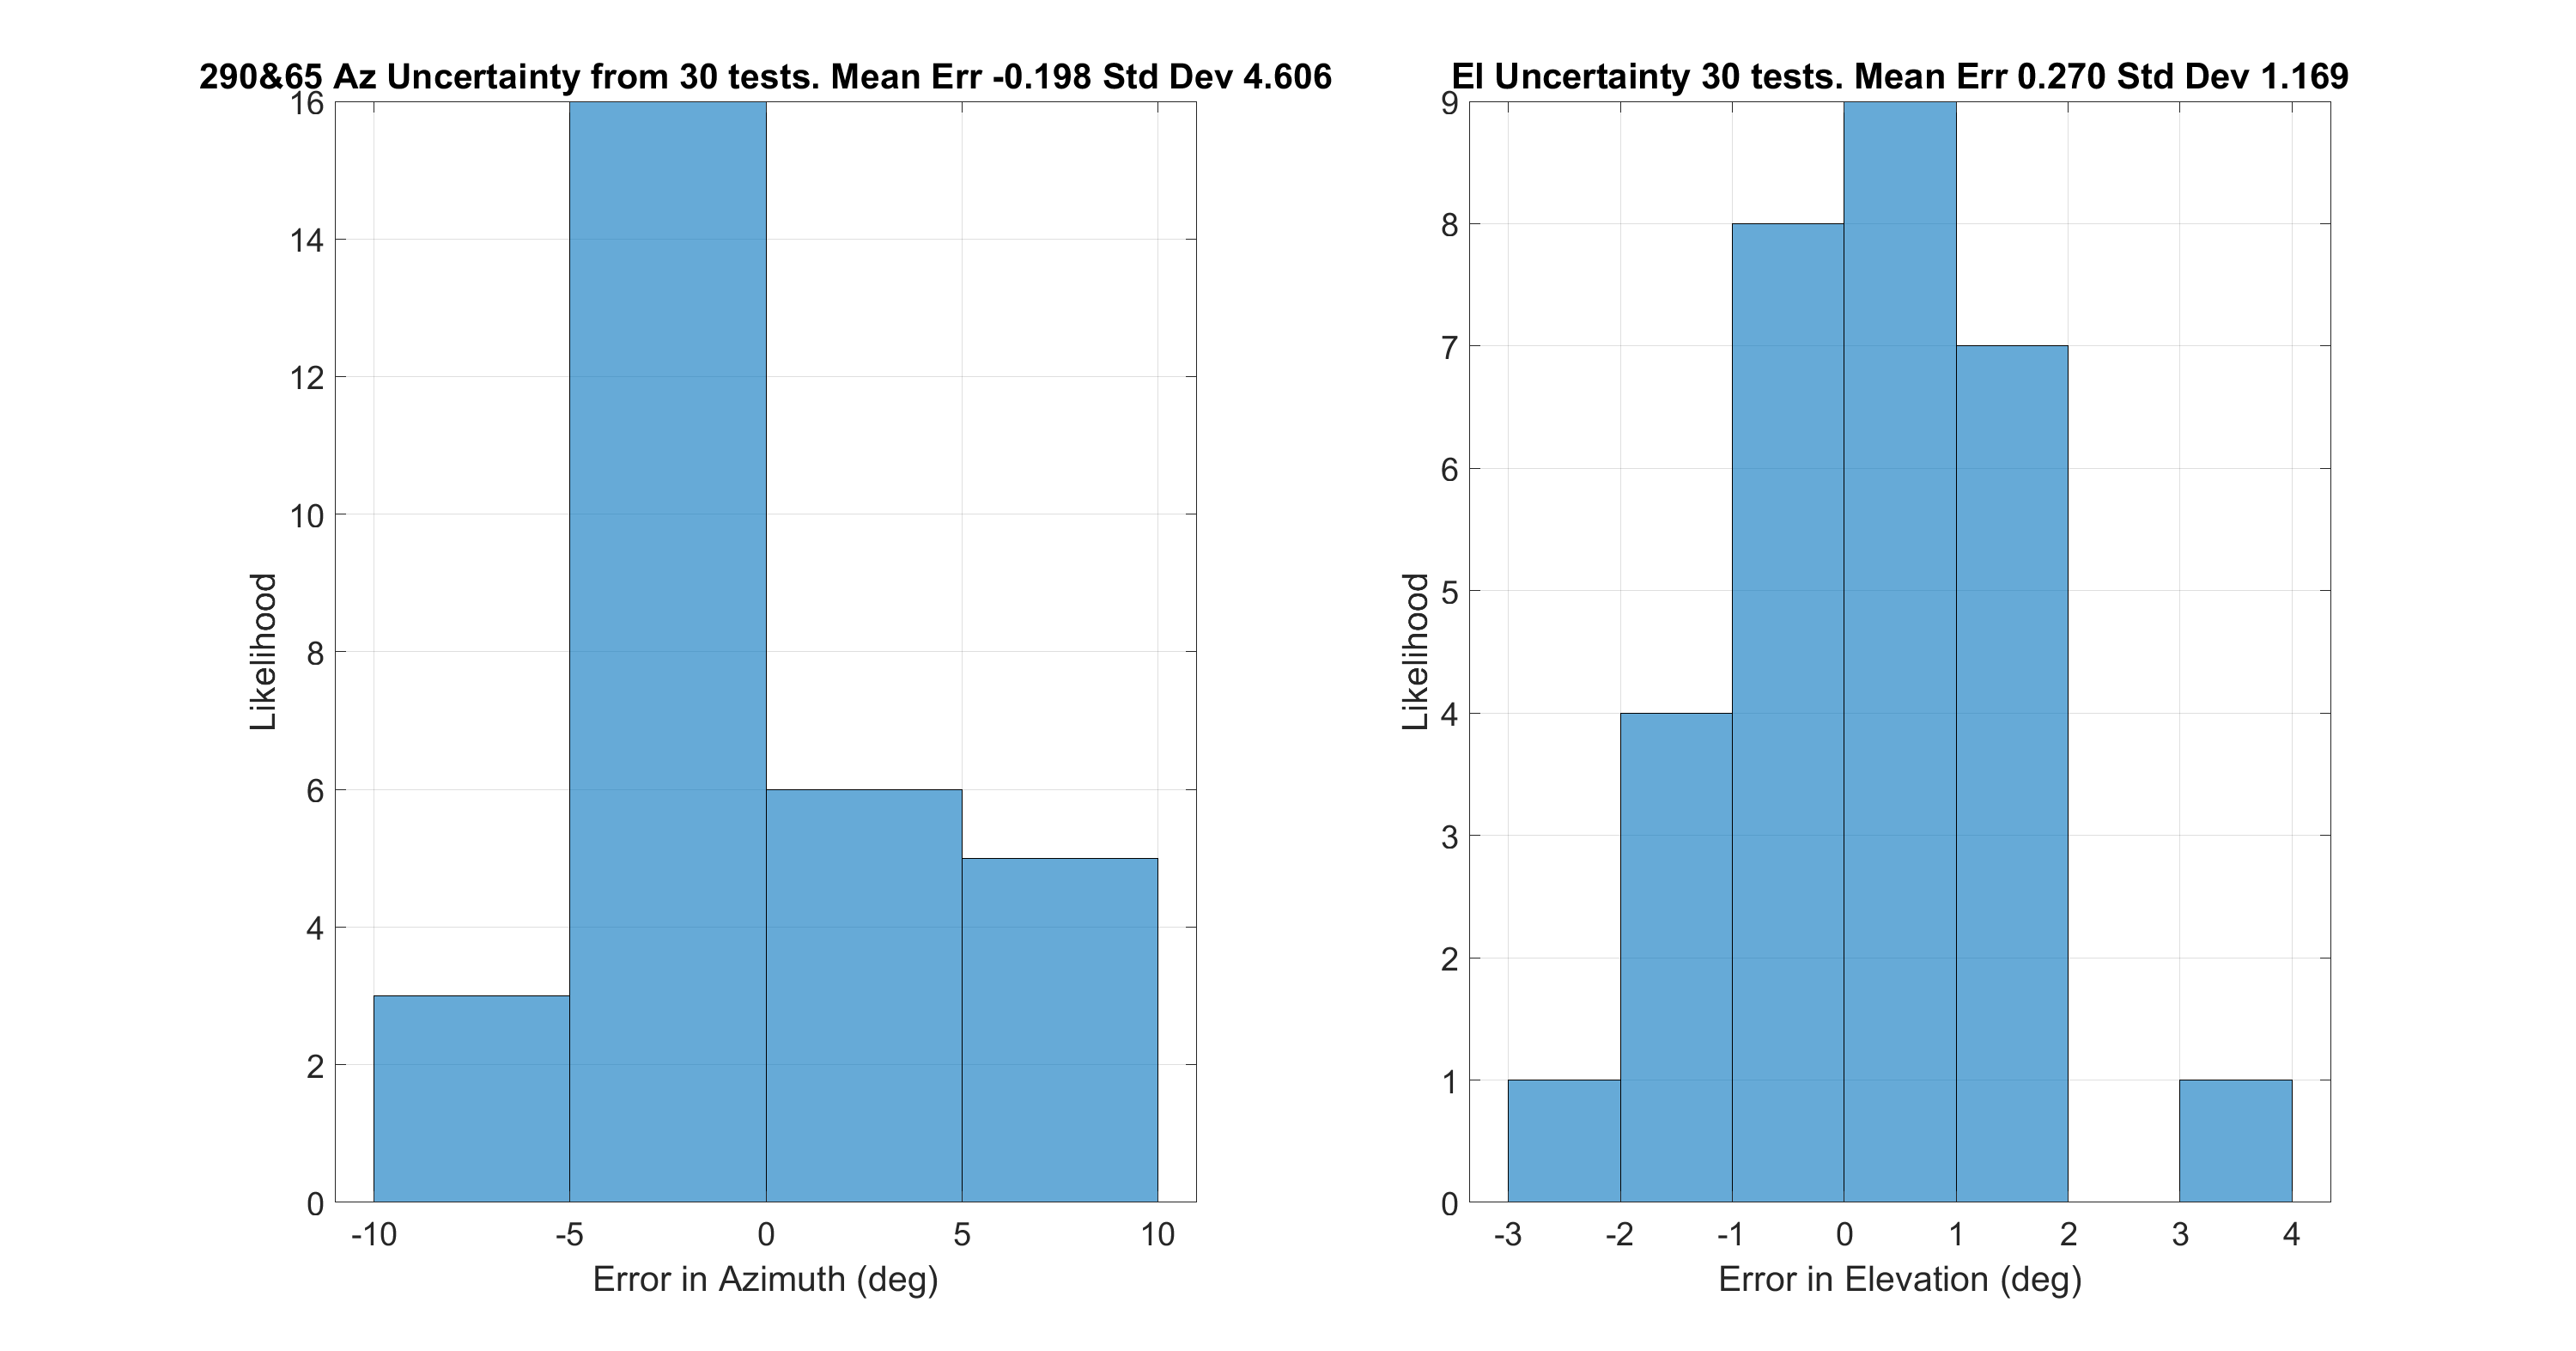 290&65 Az Uncertainty from 30 tests. Mean Err -0.198 Std Dev 4.606
16
14
12
10
8
6
4
2
0
Likelihood
-10 -5 0 5 10
Error in Azimuth (deg)
El Uncertainty 30 tests. Mean Err 0.270 Std Dev 1.169
9
8
7
6
5
4
3
2
1
0
Likelihood
-3 -2 -1 0 1 2 3 4
Error in Elevation (deg)